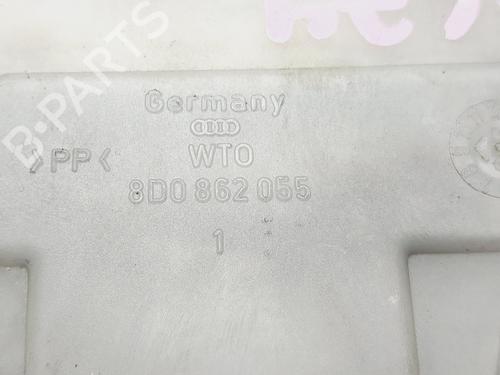 B-PARTS
Germany
WTO
>PP<
8D0 862 055
1